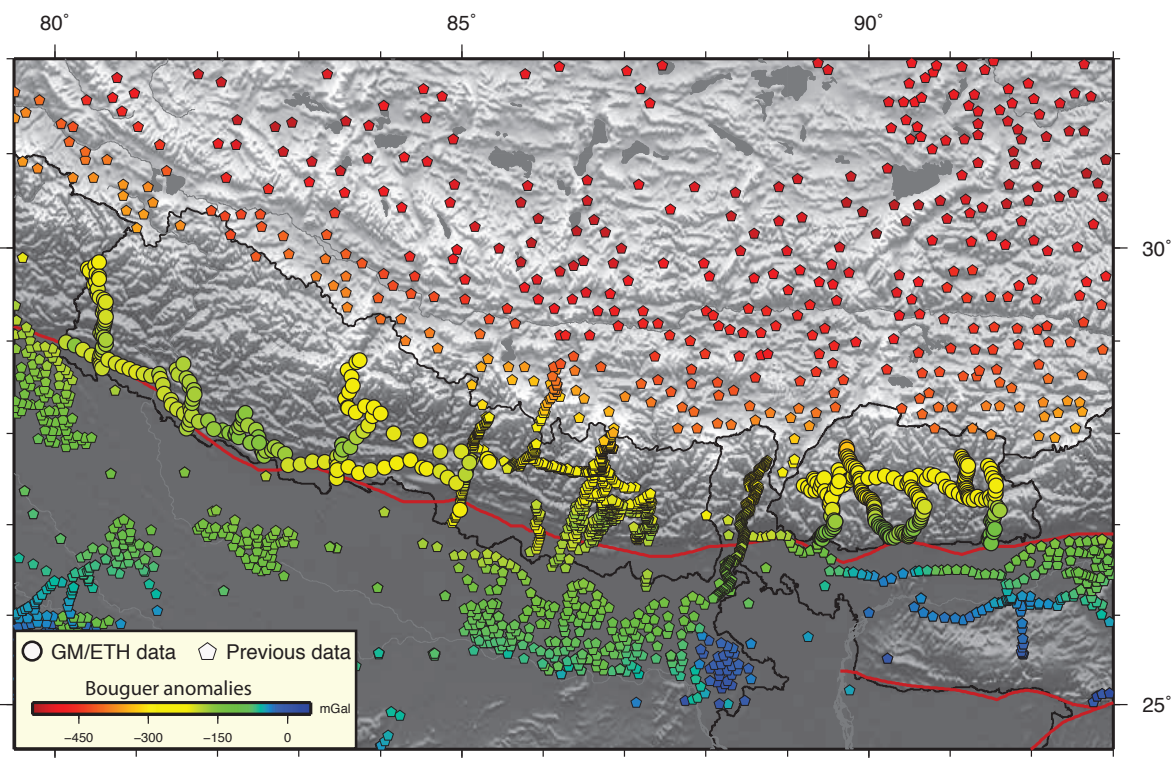 80° 85° 90°
30°
25°
GM/ETH data Previous data
Bouguer anomalies
mGal
−450 −300 −150 0